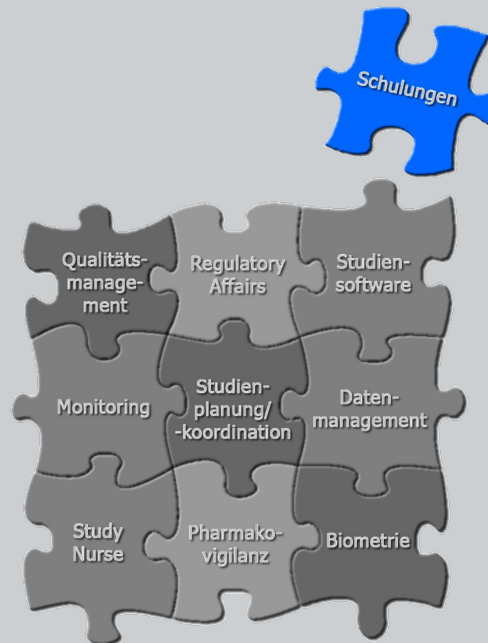 Schulungen
Qualitäts-
manage-
ment
Regulatory
Affairs
Studien-
software
Monitoring
Studien-
planung/
-koordination
Daten-
management
Study
Nurse
Pharmako-
vigilanz
Biometrie